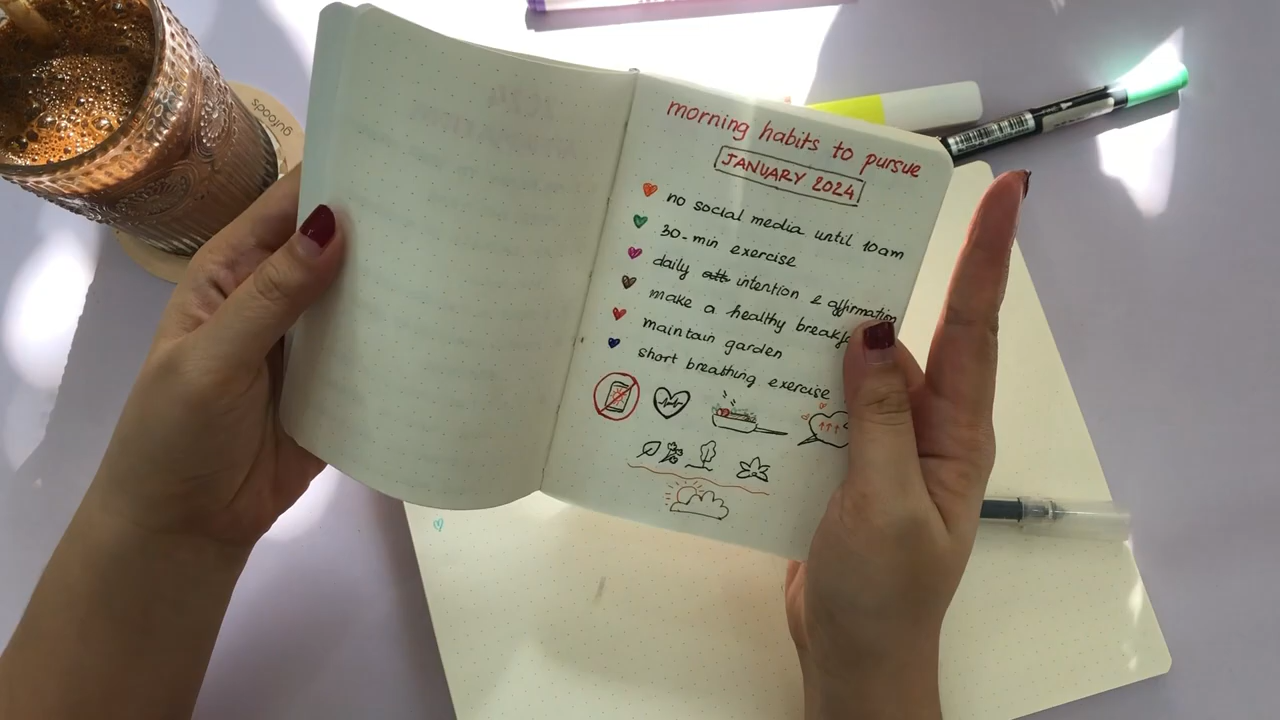 gufoods
morning habits to pursue
JANUARY 2024
no social media until 10am
30-min exercise
daily intention & affirmation
make a healthy
maintain garden
short breathing exercise